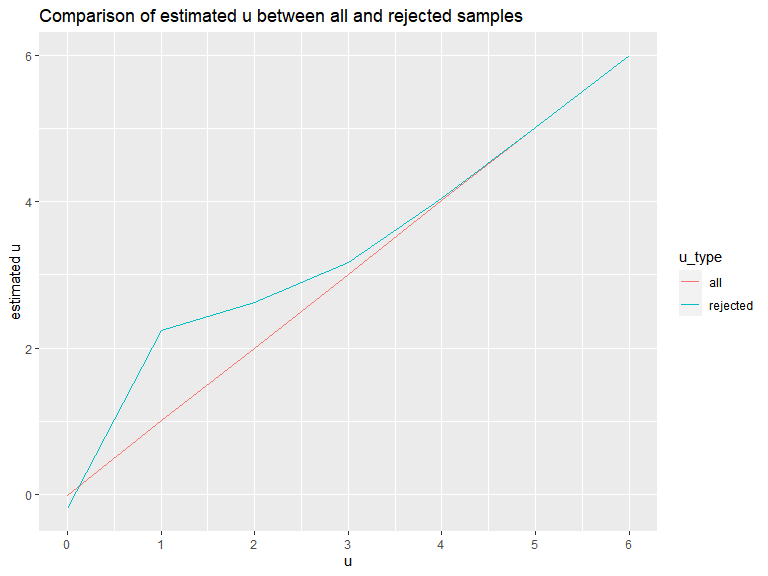 Comparison of estimated u between all and rejected samples
6
4
2
0
estimated u
0 1 2 3 4 5 6
u
u_type
all
rejected